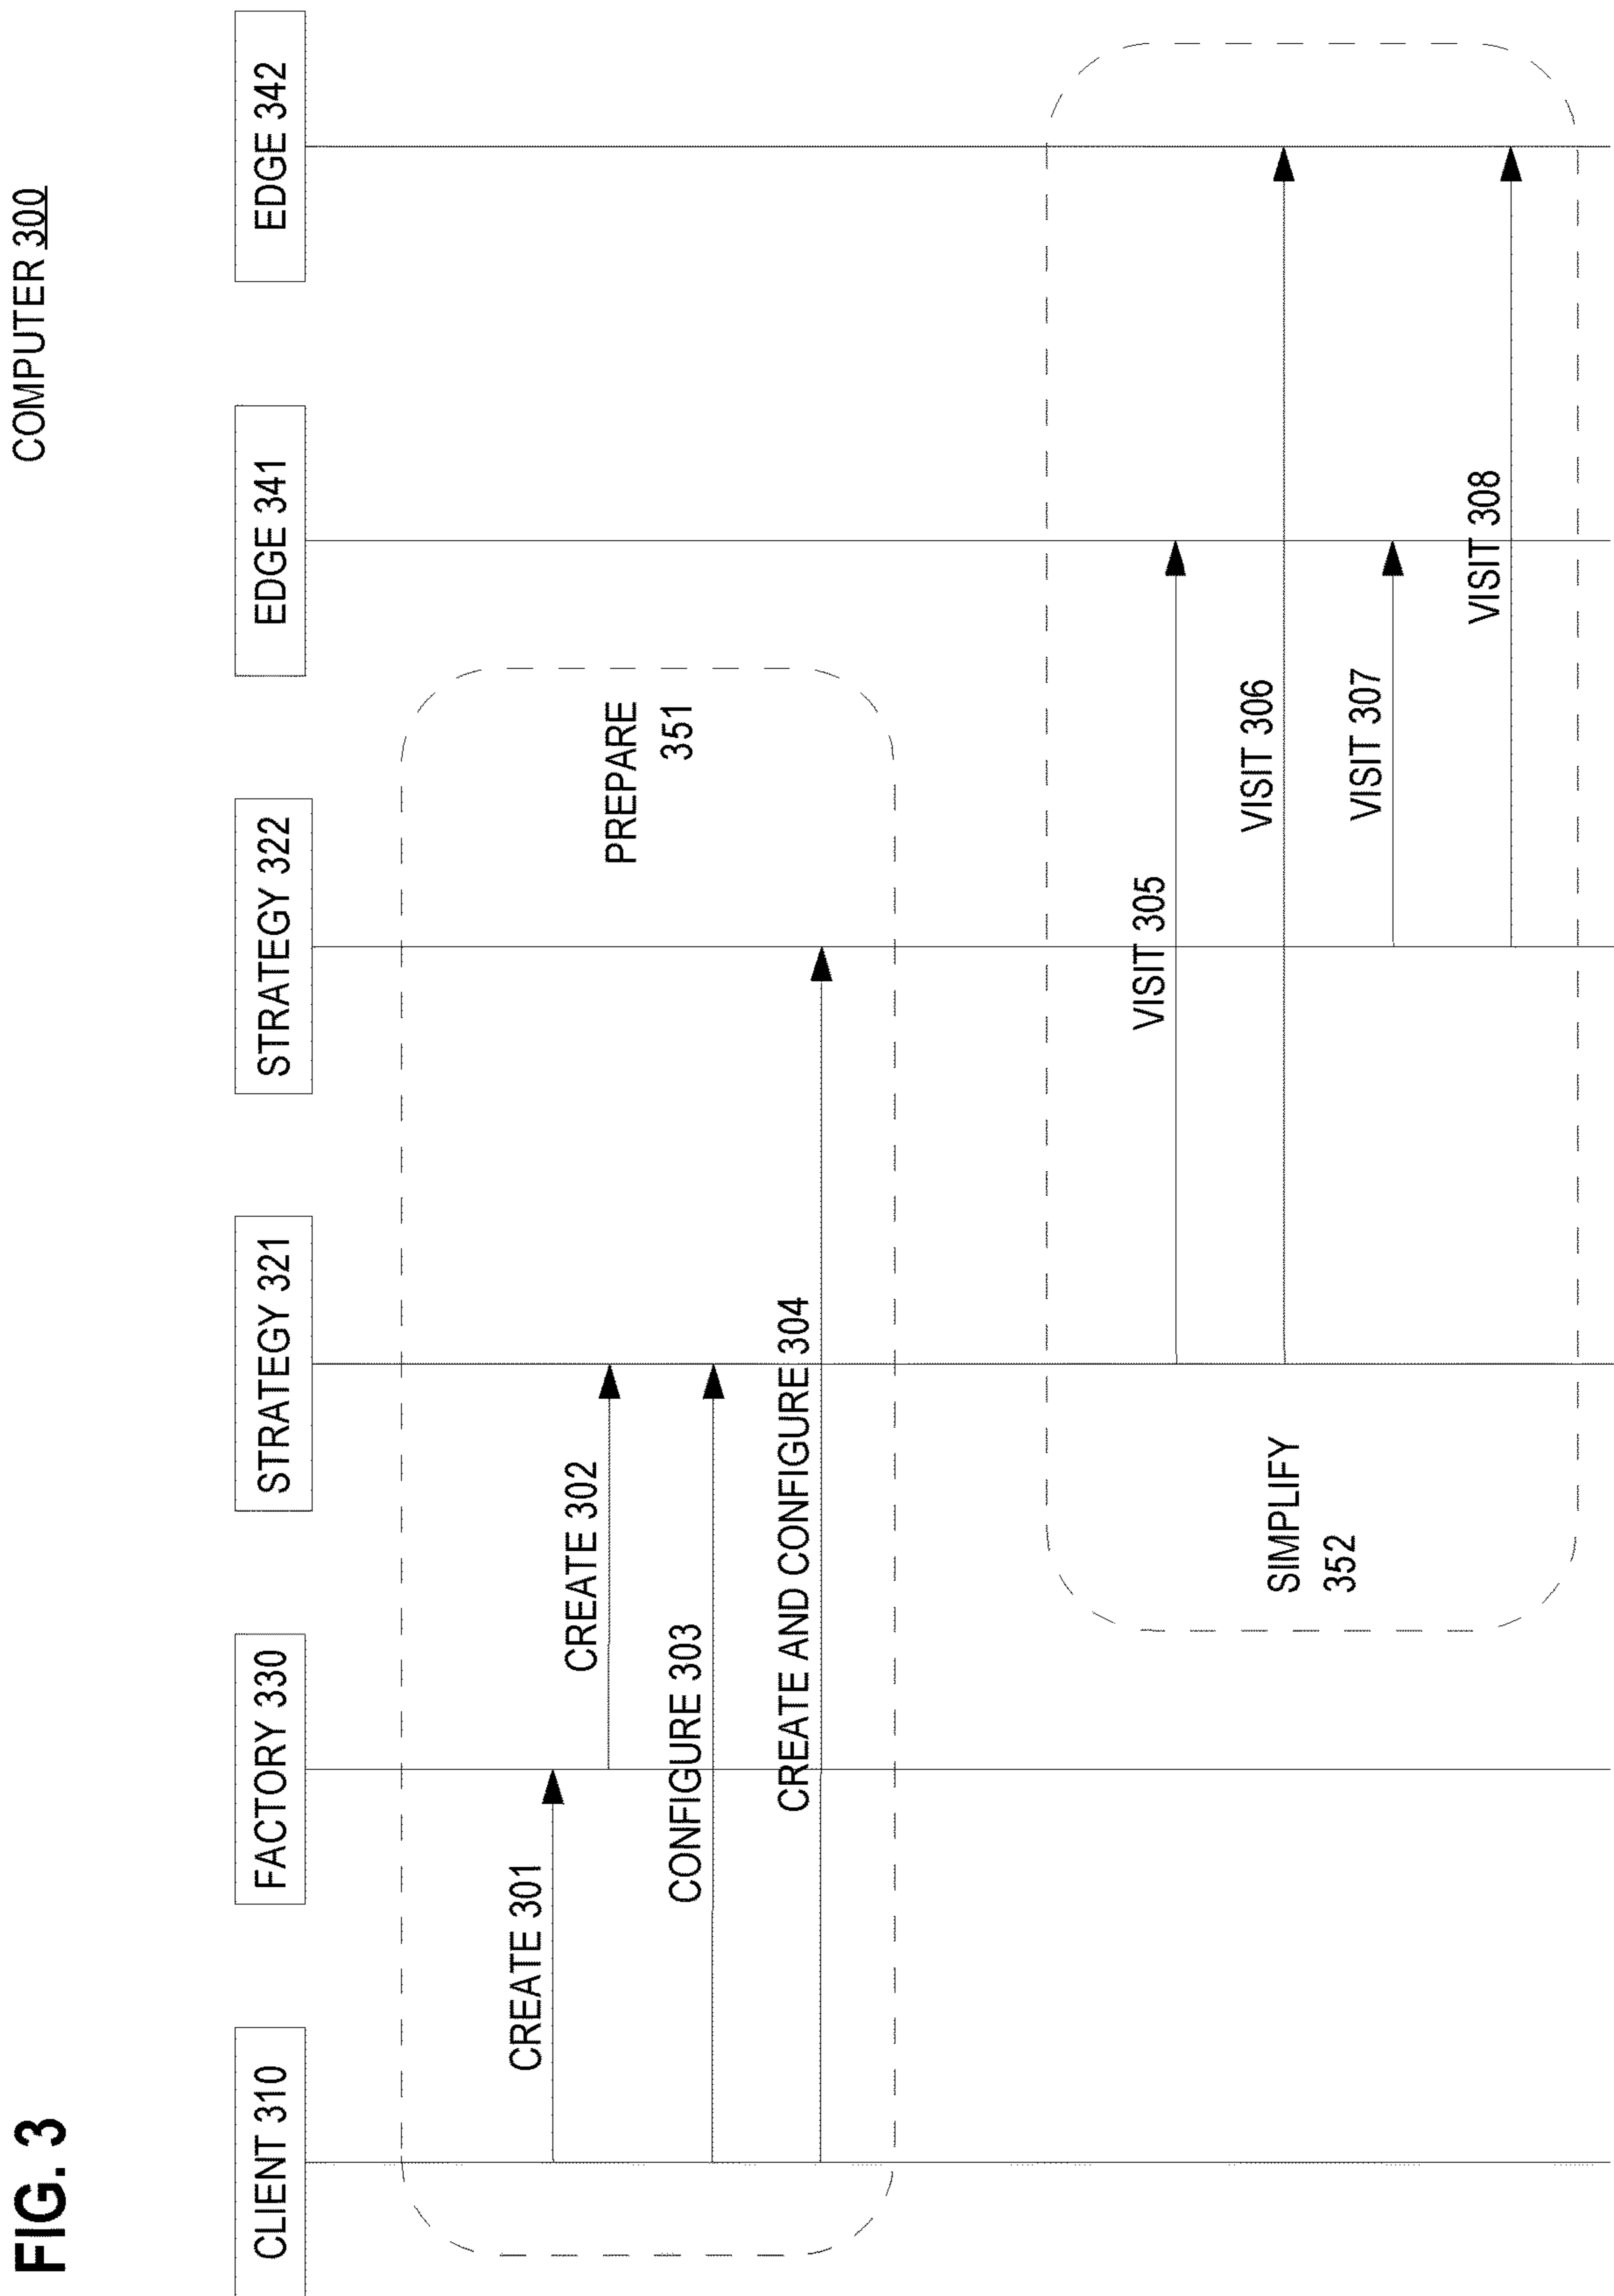 FIG. 3
COMPUTER 300
CLIENT 310
FACTORY 330
STRATEGY 321
STRATEGY 322
EDGE 341
EDGE 342
CREATE 301
CREATE 302
PREPARE
351
CONFIGURE 303
CREATE AND CONFIGURE 304
VISIT 305
SIMPLIFY
352
VISIT 306
VISIT 307
VISIT 308